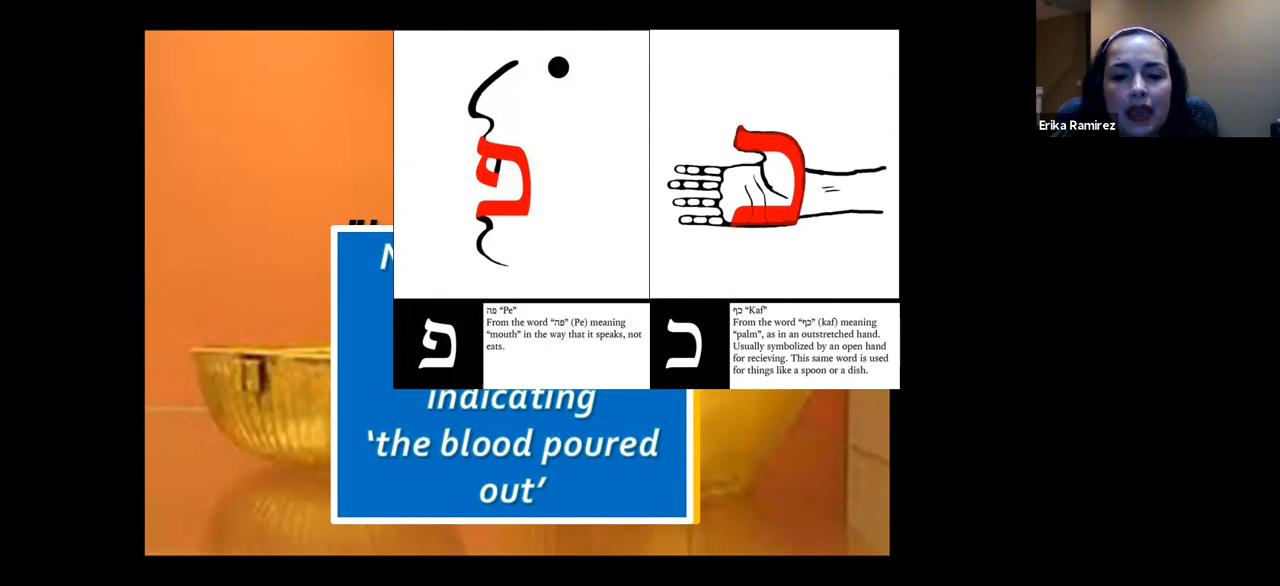 Erika Ramirez
פ
פה “Pe”
From the word “פה” (Pe) meaning
“mouth” in the way that it speaks, not
eats.
כ
כף “Kaf”
From the word “כף” (kaf) meaning
“palm”, as in an outstretched hand.
Usually symbolized by an open hand
for recieving. This same word is used
for things like a spoon or a dish.
indicating
‘the blood poured
out’